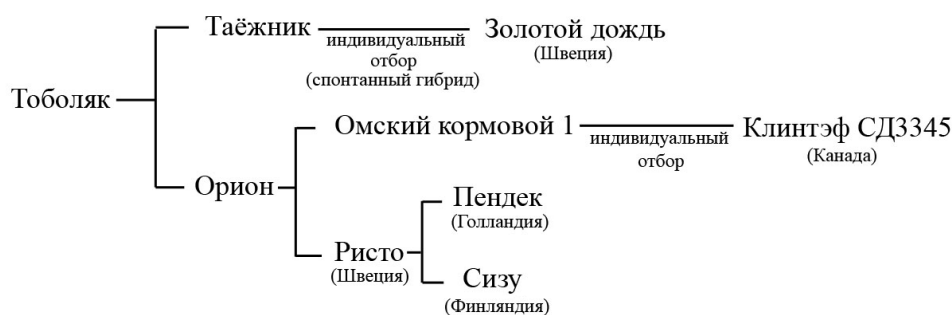 Таёжник
индивидуальный
отбор
(спонтанный гибрид)
Золотой дождь
(Швеция)
Тоболяк
Омский кормовой 1
индивидуальный
отбор
Клинтэф СД3345
(Канада)
Орион
Пендек
(Голландия)
Ристо
(Швеция)
Сизу
(Финляндия)